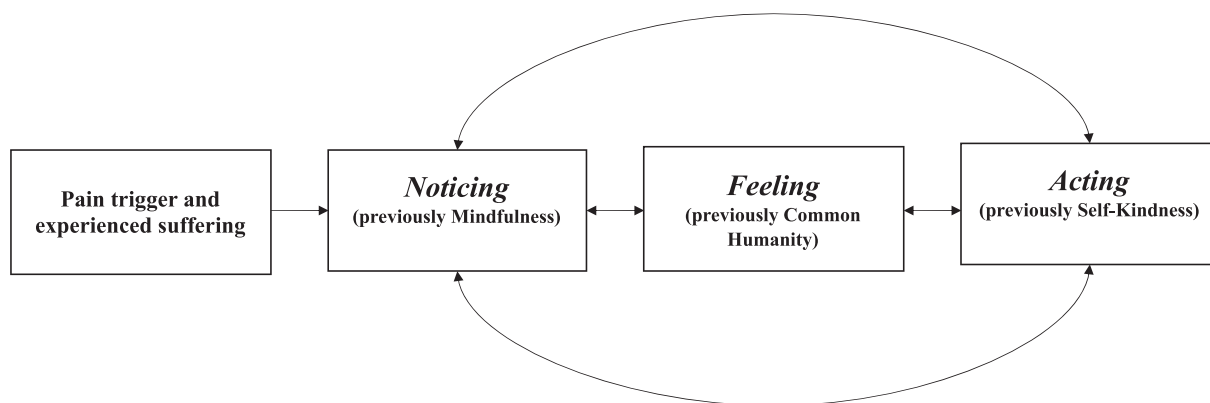 Pain trigger and
experienced suffering
Noticing
(previously Mindfulness)
Feeling
(previously Common
Humanity)
Acting
(previously Self-Kindness)